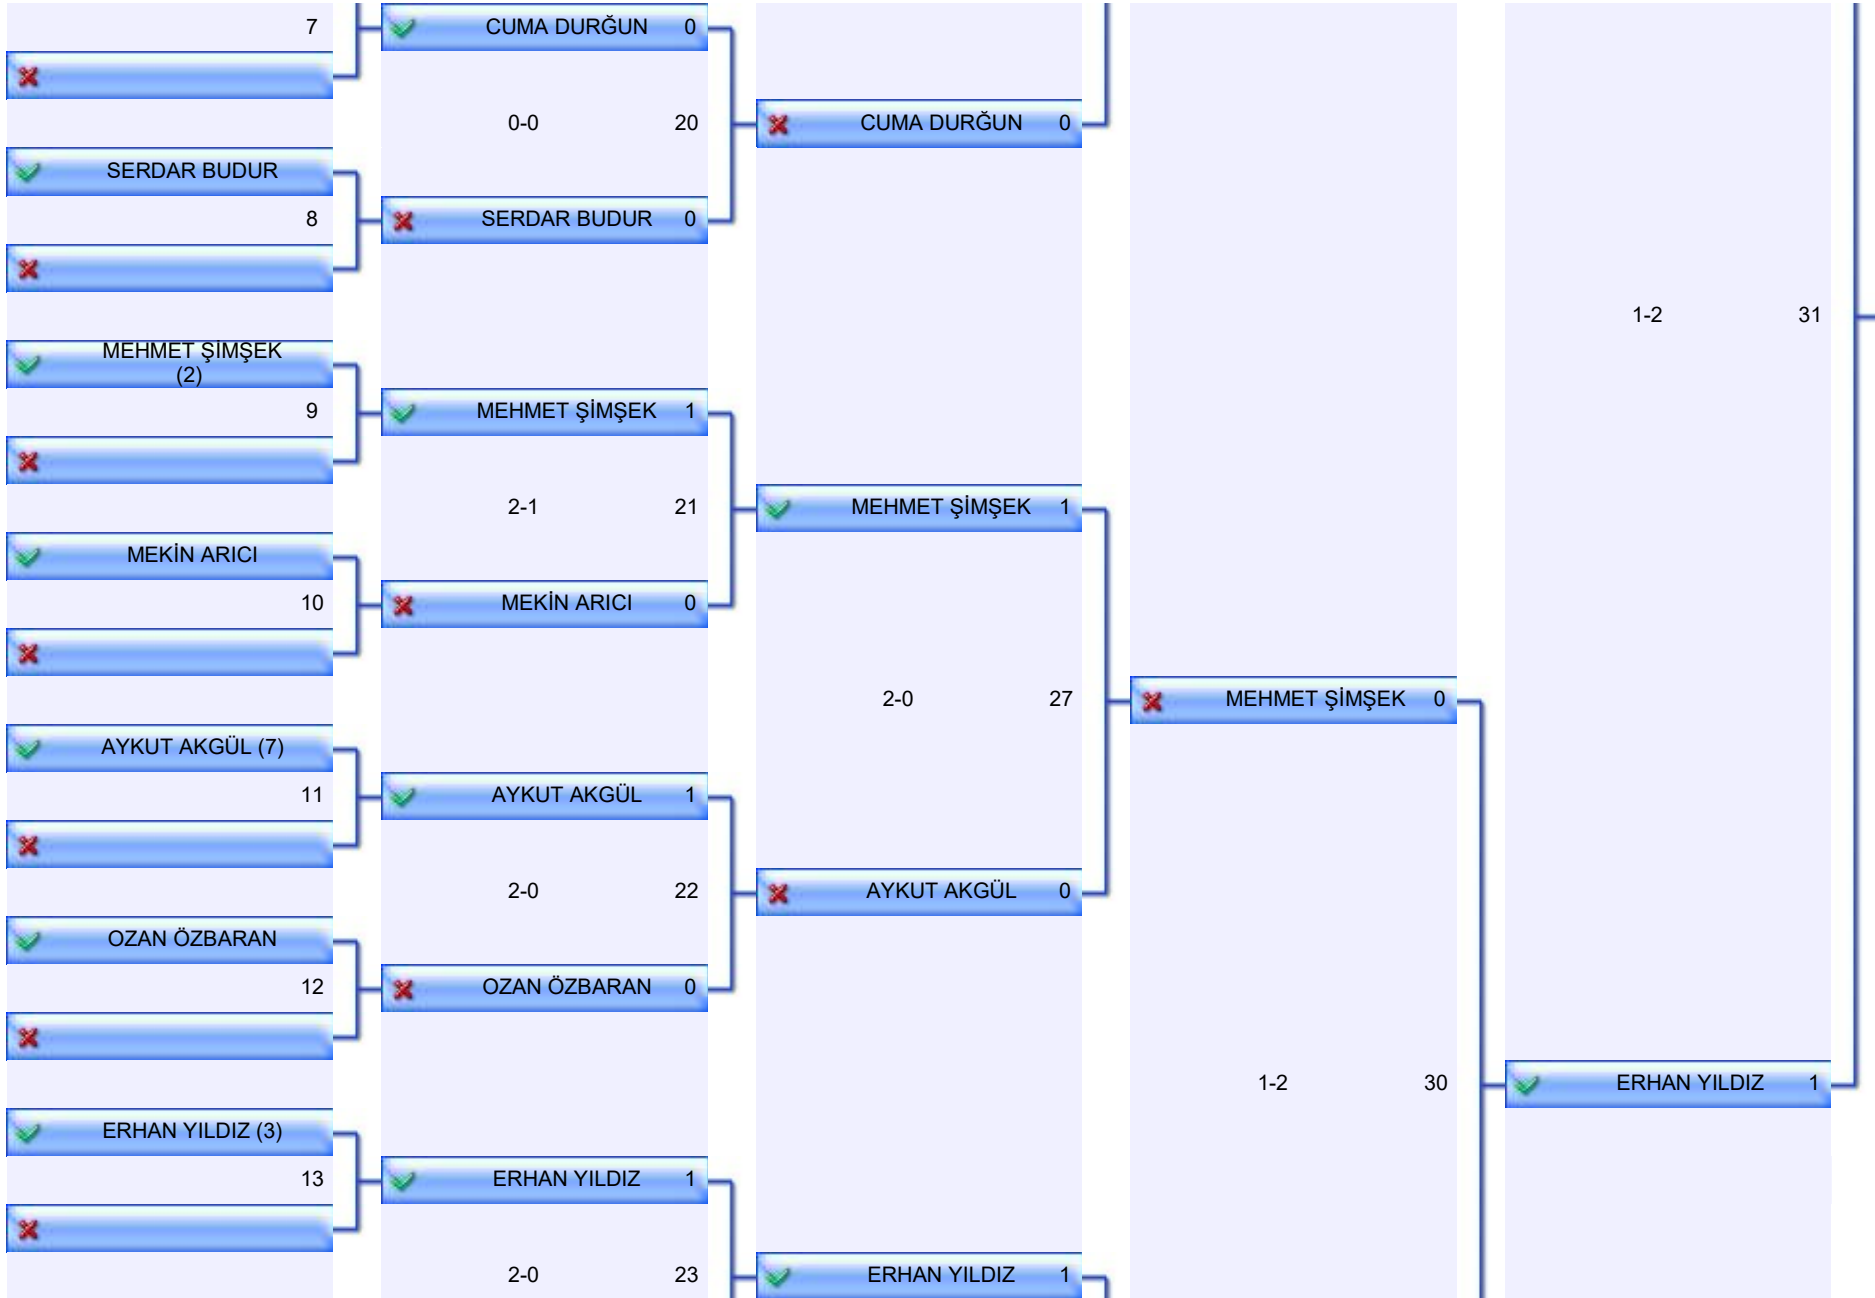 7
CUMA DURĞUN 0
0-0 20
CUMA DURĞUN 0
SERDAR BUDUR
8
SERDAR BUDUR 0
1-2 31
MEHMET ŞİMŞEK
(2)
9
MEHMET ŞİMŞEK 1
2-1 21
MEHMET ŞİMŞEK 1
MEKİN ARICI
10
MEKİN ARICI 0
2-0 27
MEHMET ŞİMŞEK 0
AYKUT AKGÜL (7)
11
AYKUT AKGÜL 1
2-0 22
AYKUT AKGÜL 0
OZAN ÖZBARAN
12
OZAN ÖZBARAN 0
1-2 30
ERHAN YILDIZ 1
ERHAN YILDIZ (3)
13
ERHAN YILDIZ 1
2-0 23
ERHAN YILDIZ 1